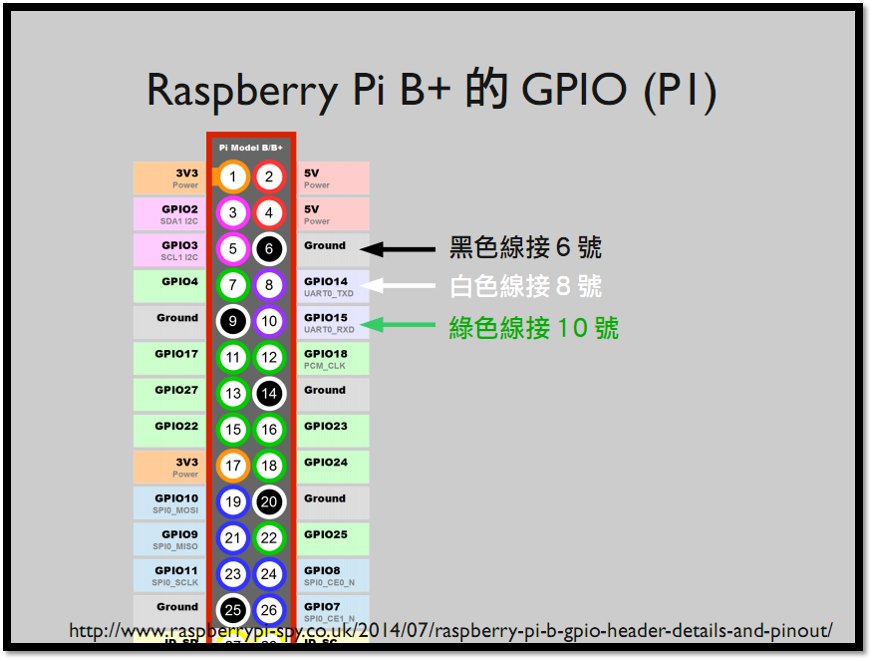 Raspberry Pi B+ 的 GPIO (P1)
Pi Model B/B+
3V3 Power 1 2 5V Power
GPIO2 SDA1 I2C 3 4 5V Power
GPIO3 SCL1 I2C 5 6 Ground 黑色線接 6 號
GPIO4 7 8 GPIO14 UART0_TXD 白色線接 8 號
Ground 9 10 GPIO15 UART0_RXD 綠色線接 10 號
GPIO17 11 12 GPIO18 PCM_CLK
GPIO27 13 14 Ground
GPIO22 15 16 GPIO23
3V3 Power 17 18 GPIO24
GPIO10 SPI0_MOSI 19 20 Ground
GPIO9 SPI0_MISO 21 22 GPIO25
GPIO11 SPI0_SCLK 23 24 GPIO8 SPI0_CE0_N
Ground 25 26 GPIO7 SPI0_CE1_N
http://www.raspberrypi-spy.co.uk/2014/07/raspberry-pi-b-gpio-header-details-and-pinout/